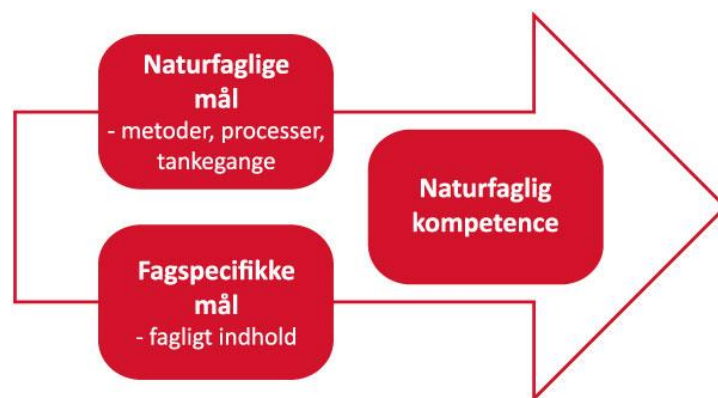 Naturfaglige
mål
- metoder, processer,
tankegange
Naturfaglig
kompetence
Fagspecifikke
mål
- fagligt indhold